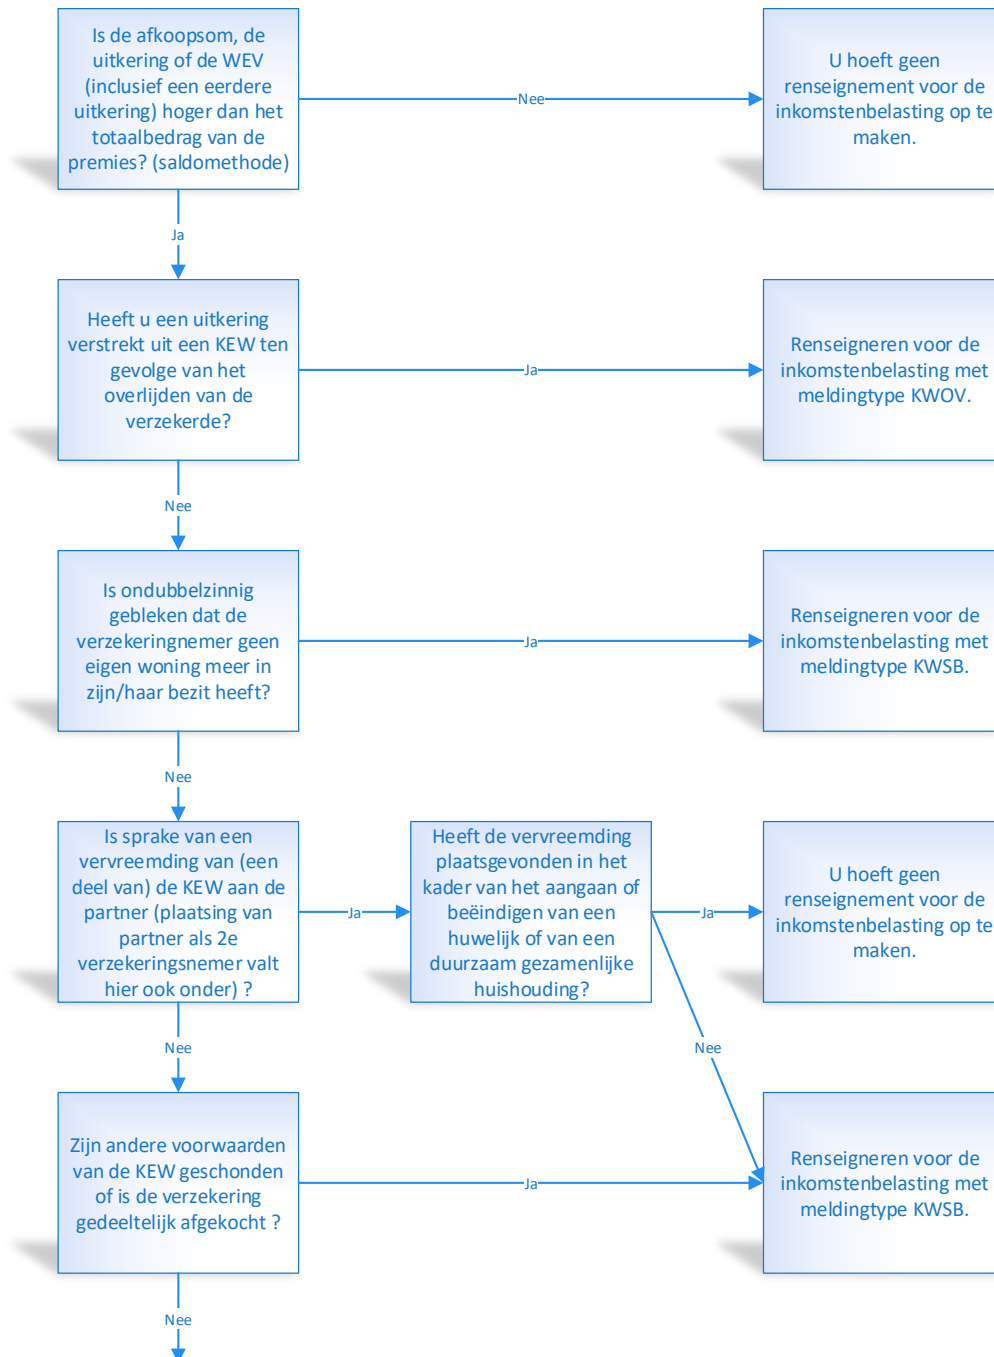 Is de afkoopsom, de
uitkering of de WEV
(inclusief een eerdere
uitkering) hoger dan het
totaalbedrag van de
premies? (saldomethode)
Nee
U hoeft geen
renseignement voor de
inkomstenbelasting op te
maken.
Ja
Heeft u een uitkering
verstrekt uit een KEW ten
gevolge van het
overlijden van de
verzekerde?
Ja
Renseigneren voor de
inkomstenbelasting met
meldingtype KWOV.
Nee
Is ondubbelzinnig
gebleken dat de
verzekeringnemer geen
eigen woning meer in
zijn/haar bezit heeft?
Ja
Renseigneren voor de
inkomstenbelasting met
meldingtype KWSB.
Nee
Is sprake van een
vervreemding van (een
deel van) de KEW aan de
partner (plaatsing van
partner als 2e
verzekeringsnemer valt
hier ook onder) ?
Ja
Heeft de vervreemding
plaatsgevonden in het
kader van het aangaan of
beëindigen van een
huwelijk of van een
duurzaam gezamenlijke
huishouding?
Ja
U hoeft geen
renseignement voor de
inkomstenbelasting op te
maken.
Nee
Nee
Zijn andere voorwaarden
van de KEW geschonden
of is de verzekering
gedeeltelijk afgekocht ?
Ja
Renseigneren voor de
inkomstenbelasting met
meldingtype KWSB.
Nee